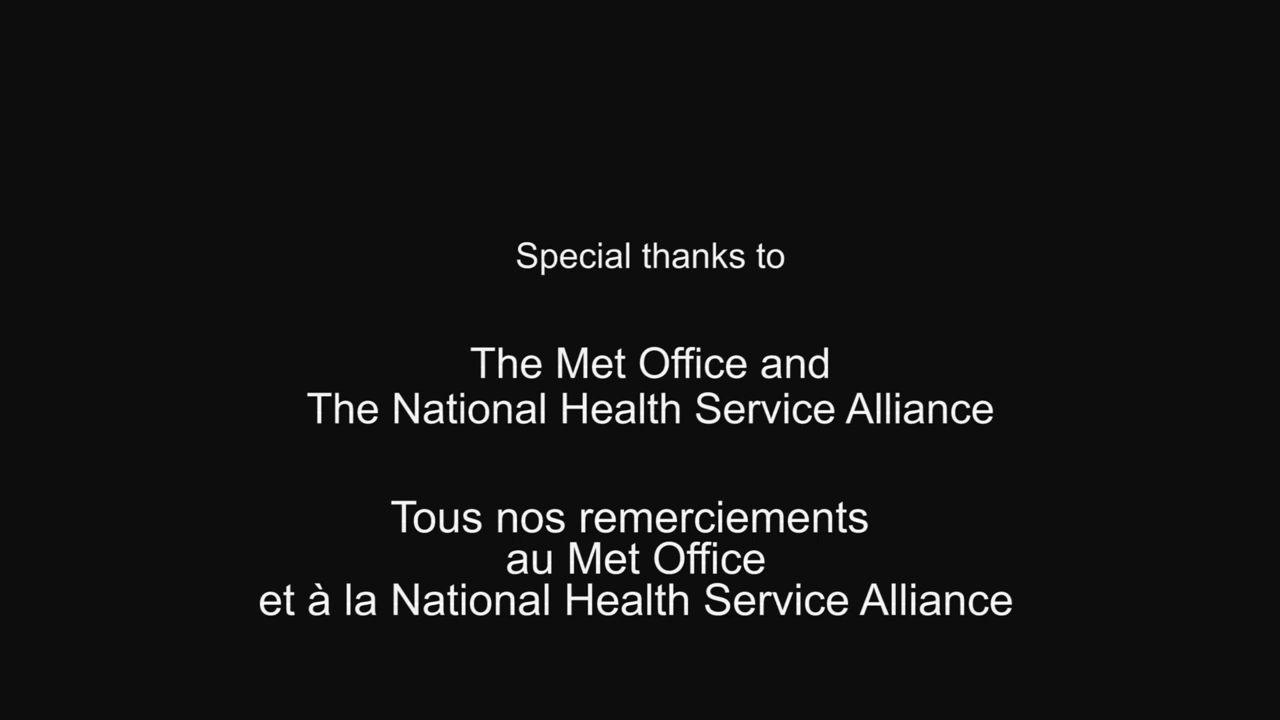 Special thanks to
The Met Office and
The National Health Service Alliance
Tous nos remerciements
au Met Office
et à la National Health Service Alliance